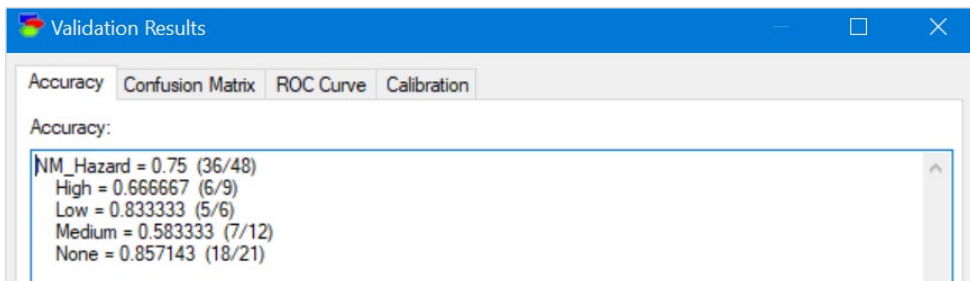 Validation Results
Accuracy Confusion Matrix ROC Curve Calibration
Accuracy:
NM_Hazard = 0.75 (36/48)
High = 0.666667 (6/9)
Low = 0.833333 (5/6)
Medium = 0.583333 (7/12)
None = 0.857143 (18/21)